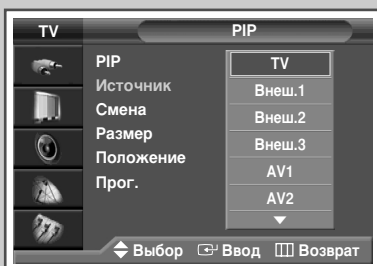 TV PIP
PIP
Источник
Смена
Размер
Положение
Прог.
TV
Внеш.1
Внеш.2
Внеш.3
AV1
AV2
Выбор Ввод Возврат